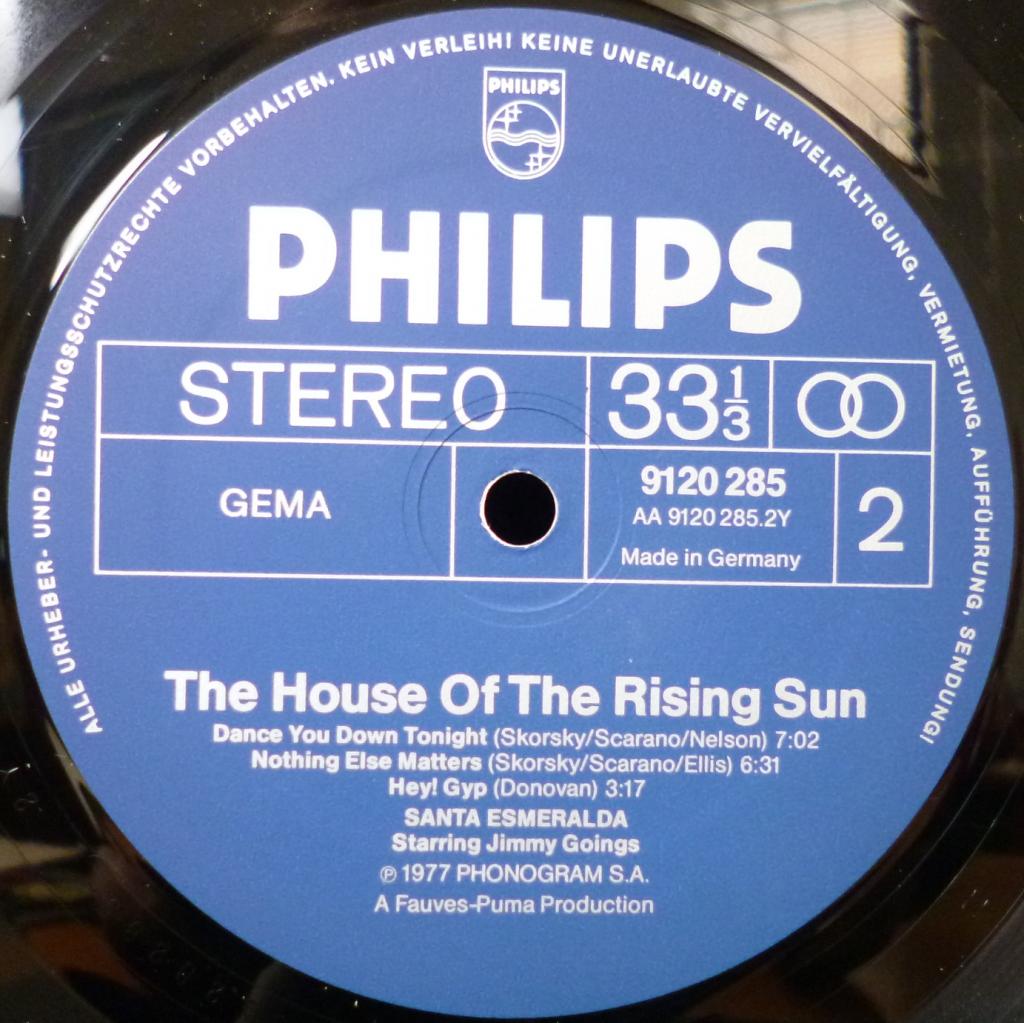 ALLE URHEBER- UND LEISTUNGSSCHUTZRECHTE VORBEHALTEN. KEIN VERLEIH! KEINE UNERLAUBTE VERVIELFÄLTIGUNG, VERMIETUNG, AUFFÜHRUNG, SENDUNG!
PHILIPS
PHILIPS
STEREO 33 1/3
GEMA
9120 285
AA 9120 285.2Y
Made in Germany
2
The House Of The Rising Sun
Dance You Down Tonight (Skorsky/Scarano/Nelson) 7:02
Nothing Else Matters (Skorsky/Scarano/Ellis) 6:31
Hey! Gyp (Donovan) 3:17
SANTA ESMERALDA
Starring Jimmy Goings
℗ 1977 PHONOGRAM S.A.
A Fauves-Puma Production